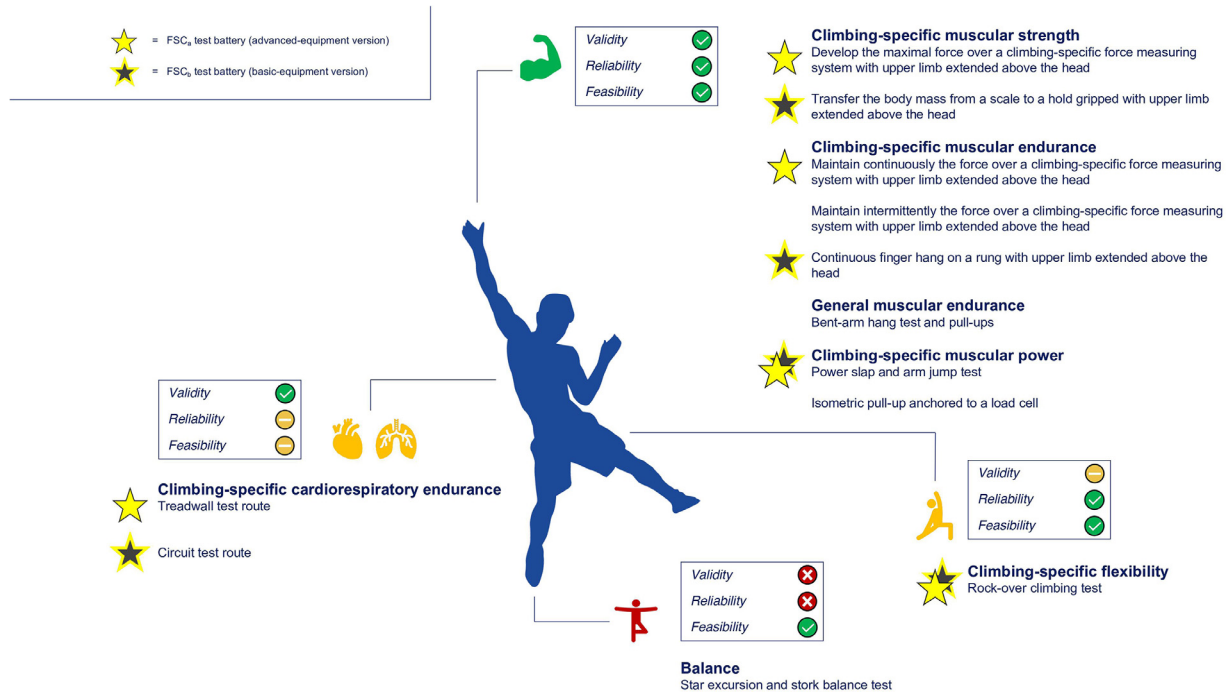 = FSCa test battery (advanced-equipment version)
= FSCb test battery (basic-equipment version)
Validity
Reliability
Feasibility
Climbing-specific muscular strength
Develop the maximal force over a climbing-specific force measuring
system with upper limb extended above the head
Transfer the body mass from a scale to a hold gripped with upper limb
extended above the head
Climbing-specific muscular endurance
Maintain continuously the force over a climbing-specific force measuring
system with upper limb extended above the head
Maintain intermittently the force over a climbing-specific force measuring
system with upper limb extended above the head
Continuous finger hang on a rung with upper limb extended above the
head
General muscular endurance
Bent-arm hang test and pull-ups
Climbing-specific muscular power
Power slap and arm jump test
Isometric pull-up anchored to a load cell
Validity
Reliability
Feasibility
Climbing-specific cardiorespiratory endurance
Treadwall test route
Circuit test route
Validity
Reliability
Feasibility
Climbing-specific flexibility
Rock-over climbing test
Validity
Reliability
Feasibility
Balance
Star excursion and stork balance test